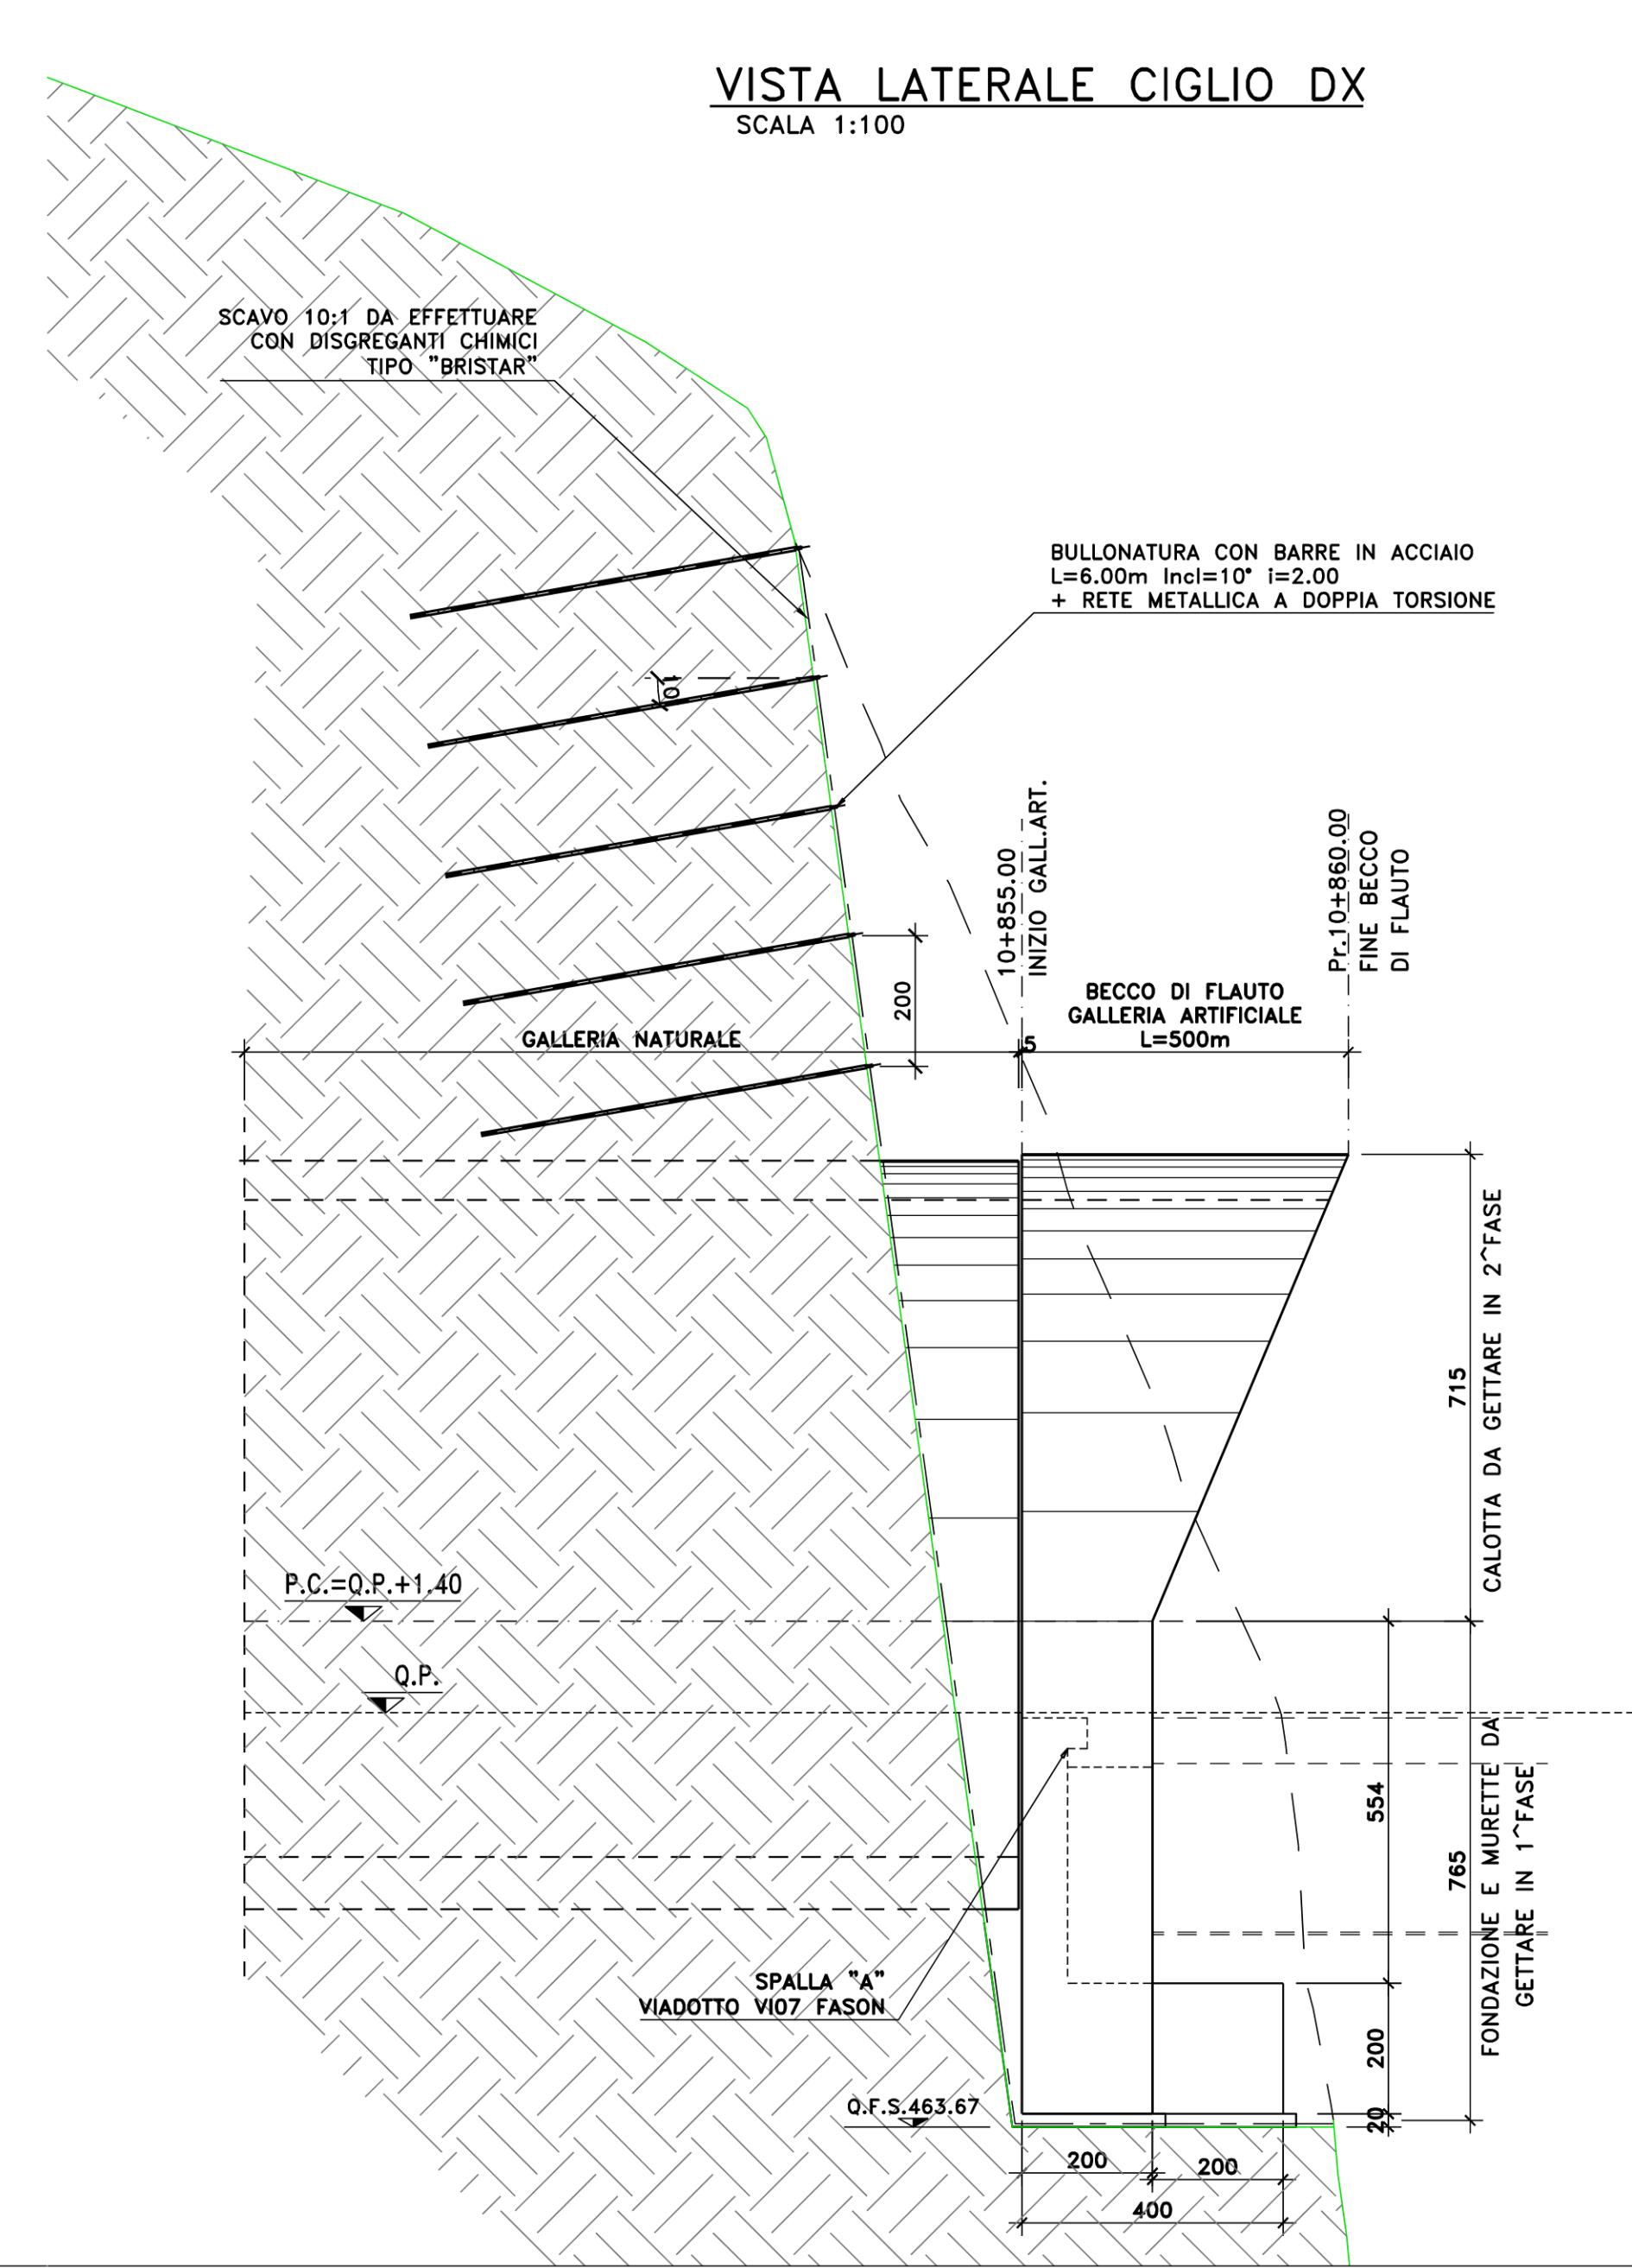 VISTA LATERALE CIGLIO DX
SCALA 1:100
SCAVO 10:1 DA EFFETTUARE
CON DISGREGANTI CHIMICI
TIPO "BRISTAR"
BULLONATURA CON BARRE IN ACCIAIO
L=6.00m Incl=10° i=2.00
+ RETE METALLICA A DOPPIA TORSIONE
10
10+855.00
INIZIO GALL.ART.
Pr.10+860.00
FINE BECCO
DI FLAUTO
200
GALLERIA NATURALE
5
BECCO DI FLAUTO
GALLERIA ARTIFICIALE
L=500m
715
CALOTTA DA GETTARE IN 2^FASE
P.C.=Q.P.+1.40
Q.P.
554
765
FONDAZIONE E MURETTE DA
GETTARE IN 1^FASE
SPALLA "A"
VIADOTTO VI07 FASON
200
20
Q.F.S.463.67
200
200
400